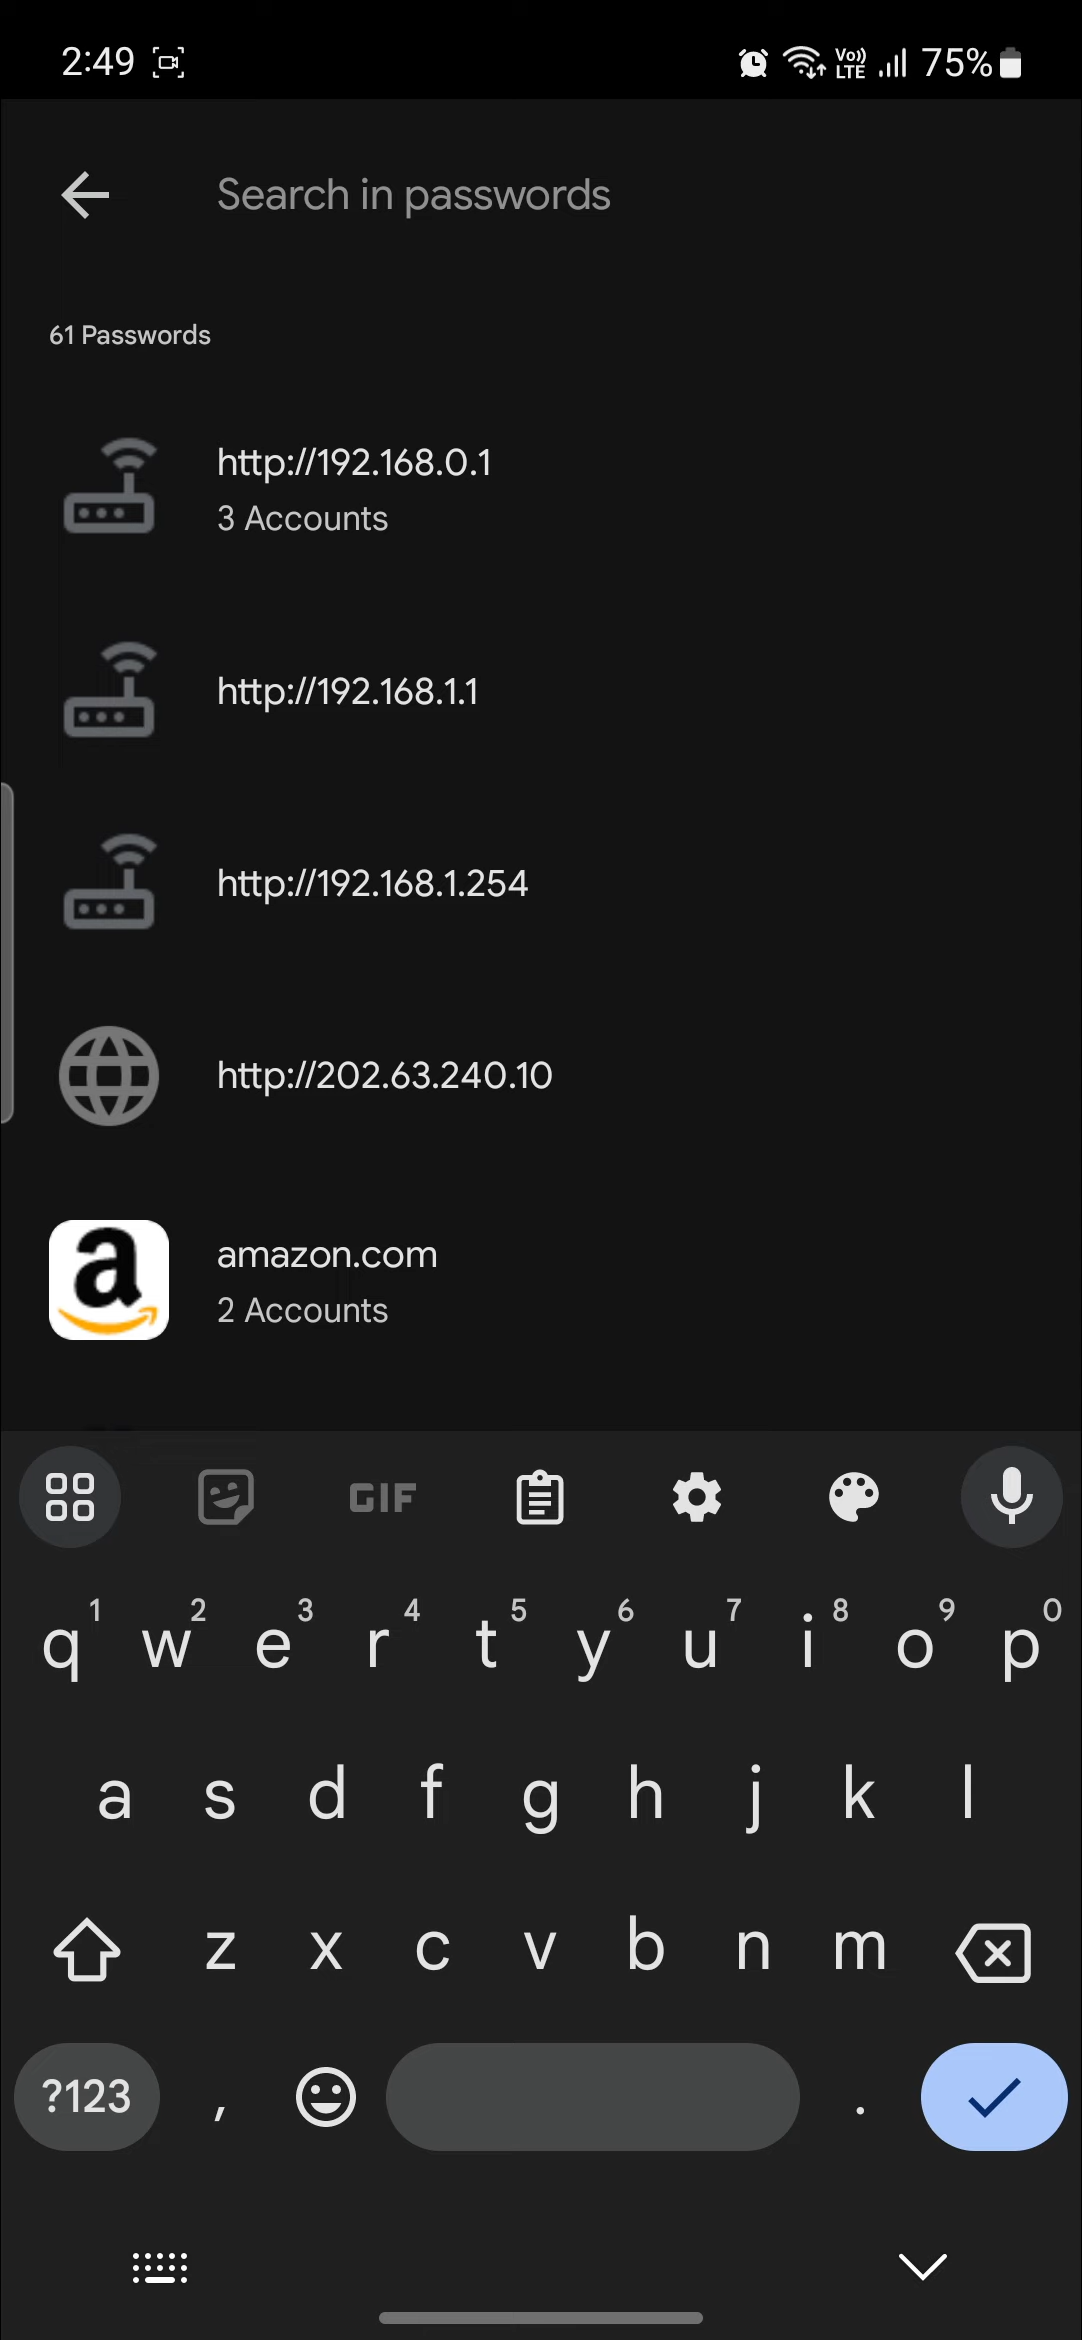 2:49 Vo)) LTE 75%
Search in passwords
61 Passwords
http://192.168.0.1
3 Accounts
http://192.168.1.1
http://192.168.1.254
http://202.63.240.10
a
amazon.com
2 Accounts
GIF
1 2 3 4 5 6 7 8 9 0
q w e r t y u i o p
a s d f g h j k l
z x c v b n m
?123 , .